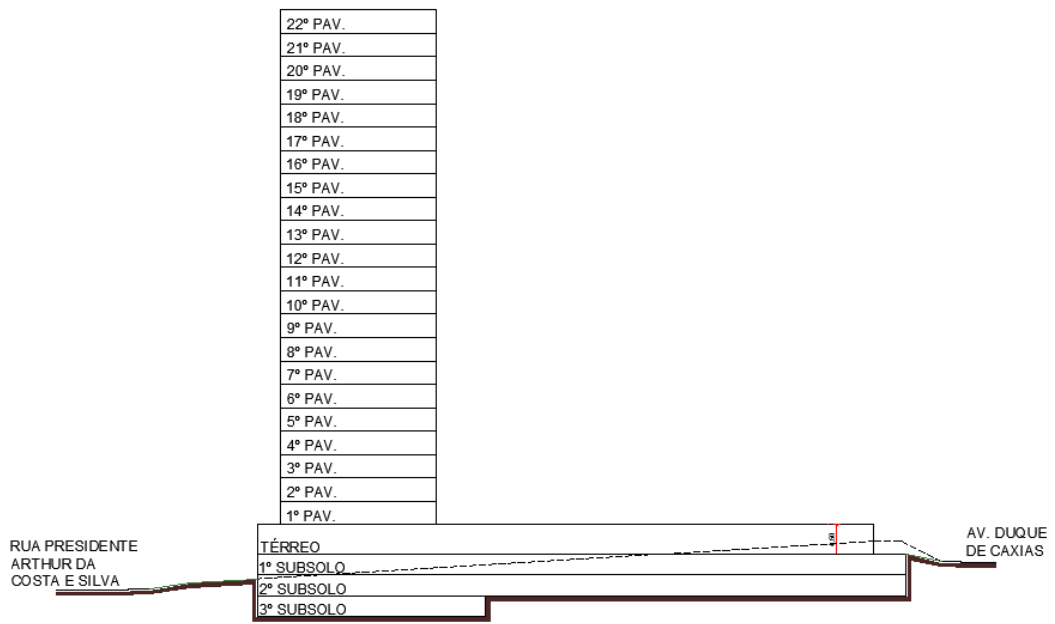 22º PAV.
21º PAV.
20º PAV.
19º PAV.
18º PAV.
17º PAV.
16º PAV.
15º PAV.
14º PAV.
13º PAV.
12º PAV.
11º PAV.
10º PAV.
9º PAV.
8º PAV.
7º PAV.
6º PAV.
5º PAV.
4º PAV.
3º PAV.
2º PAV.
1º PAV.
TÉRREO
1º SUBSOLO
2º SUBSOLO
3º SUBSOLO
RUA PRESIDENTE
ARTHUR DA
COSTA E SILVA
AV. DUQUE
DE CAXIAS